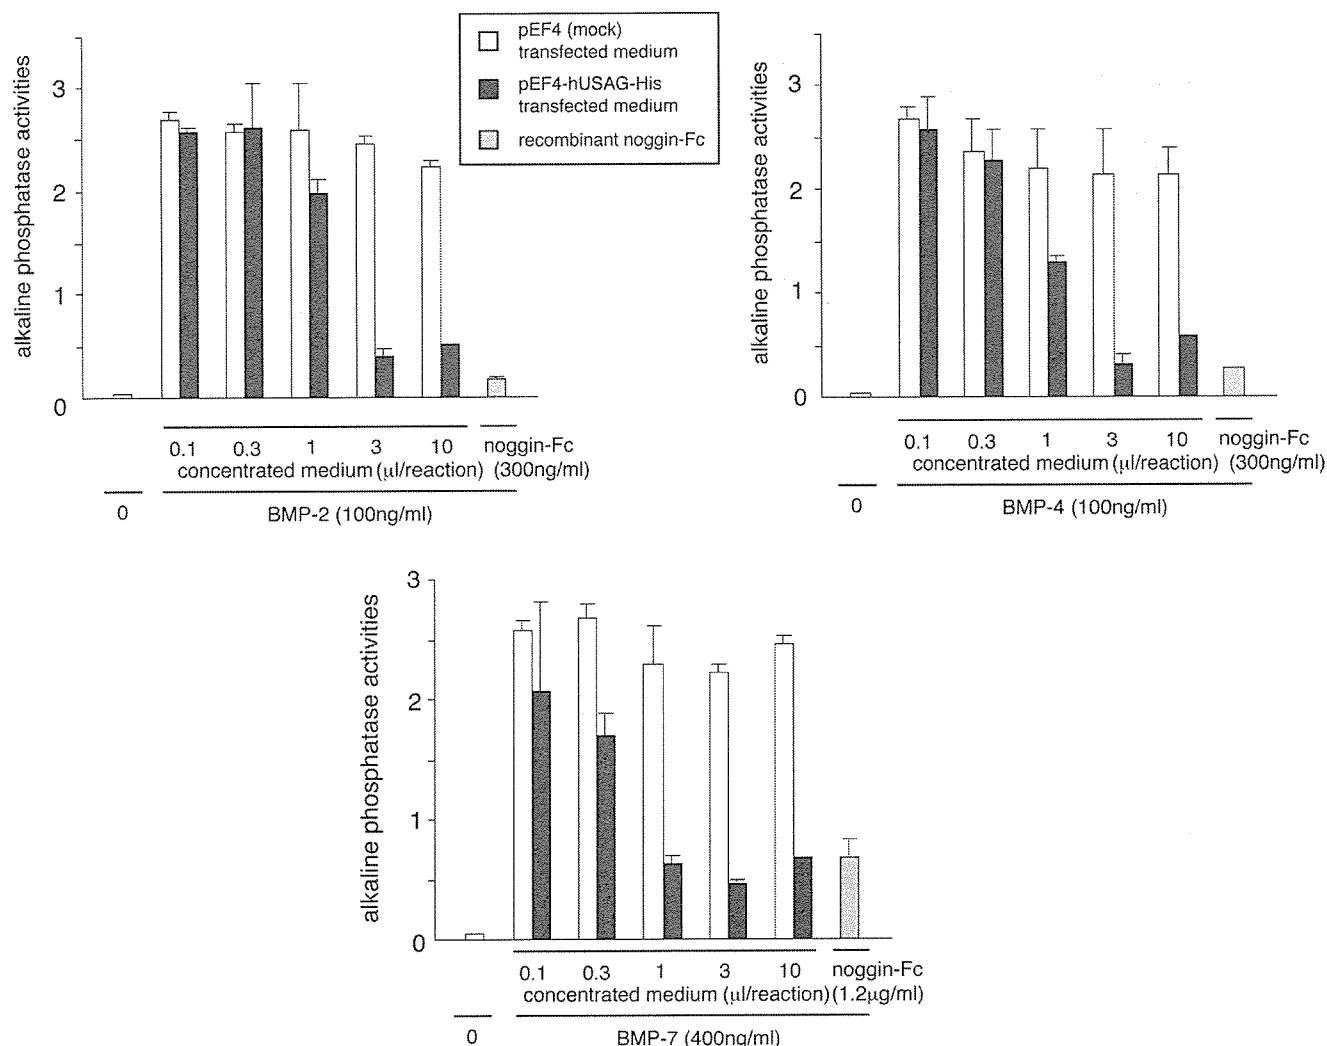 pEF4 (mock)
transfected medium
pEF4-hUSAG-His
transfected medium
recombinant noggin-Fc
alkaline phosphatase activities
3
2
1
0
0.1 0.3 1 3 10 noggin-Fc
concentrated medium (µl/reaction) (300ng/ml)
0 BMP-2 (100ng/ml)
alkaline phosphatase activities
3
2
1
0
0.1 0.3 1 3 10 noggin-Fc
concentrated medium (µl/reaction) (300ng/ml)
0 BMP-4 (100ng/ml)
alkaline phosphatase activities
3
2
1
0
0.1 0.3 1 3 10 noggin-Fc
concentrated medium (µl/reaction) (1.2µg/ml)
0 BMP-7 (400ng/ml)